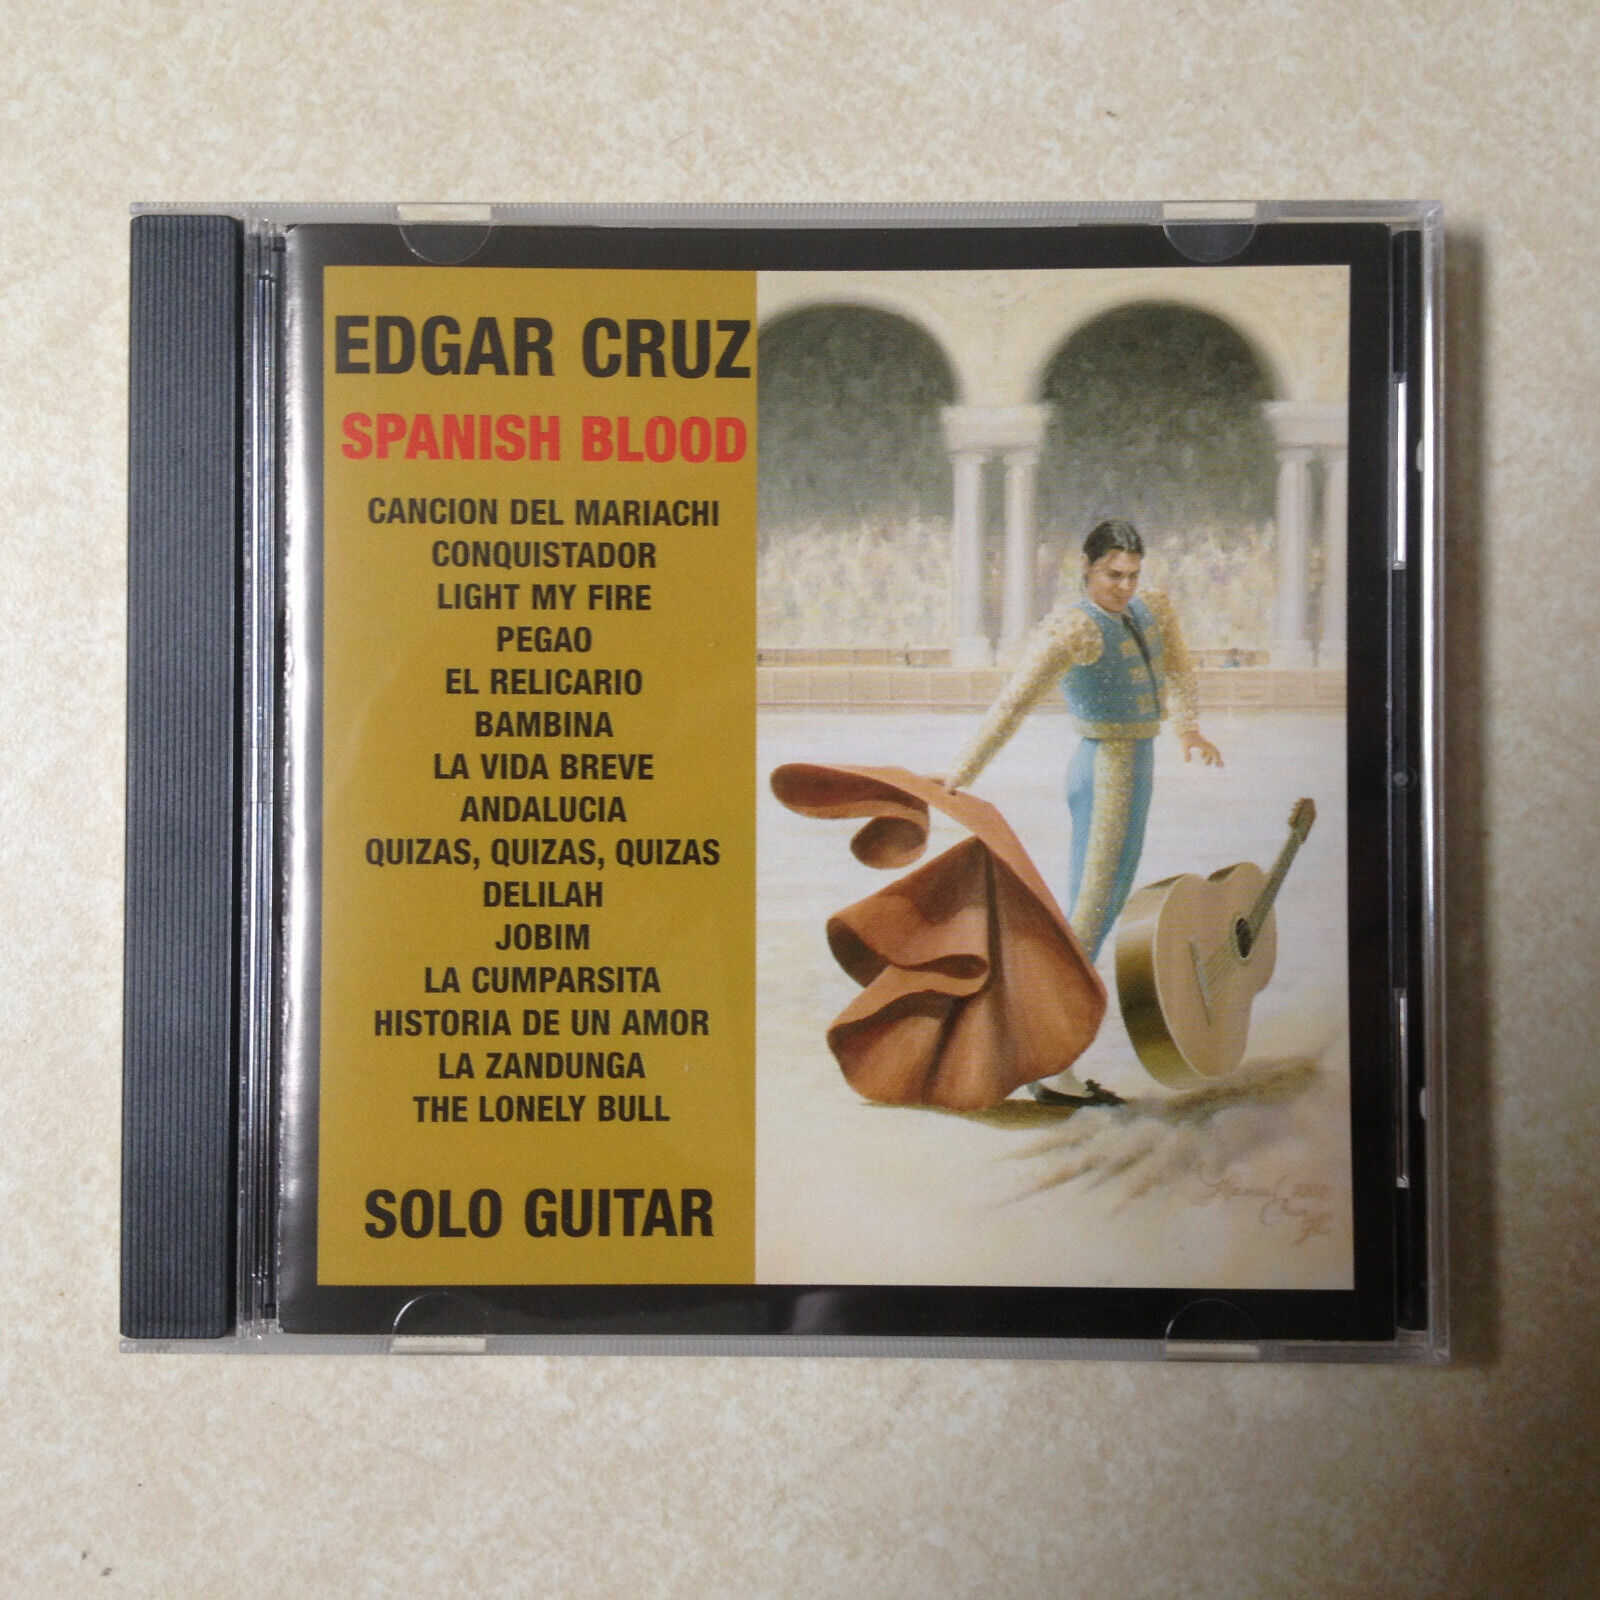 EDGAR CRUZ
SPANISH BLOOD
CANCION DEL MARIACHI
CONQUISTADOR
LIGHT MY FIRE
PEGAO
EL RELICARIO
BAMBINA
LA VIDA BREVE
ANDALUCIA
QUIZAS, QUIZAS, QUIZAS
DELILAH
JOBIM
LA CUMPARSITA
HISTORIA DE UN AMOR
LA ZANDUNGA
THE LONELY BULL
SOLO GUITAR